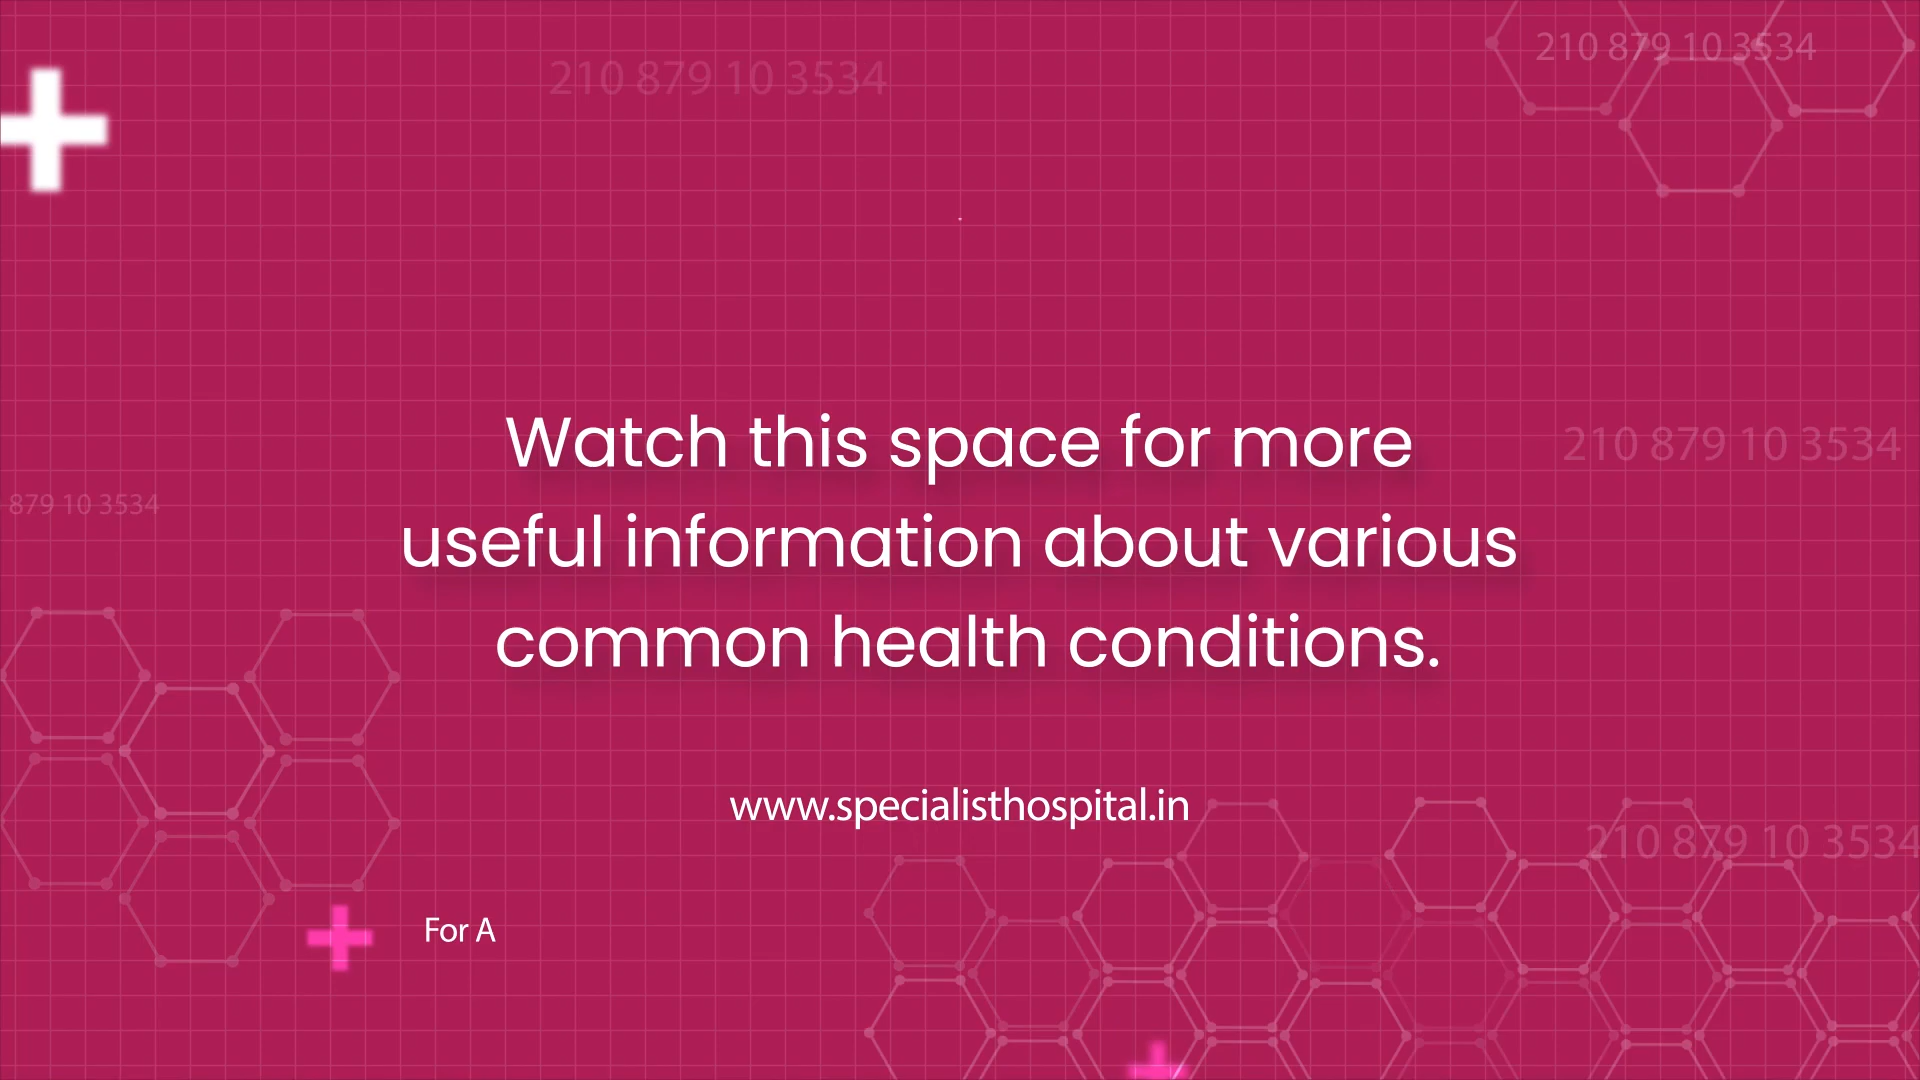 210 879 10 3534
210 879 10 3534
Watch this space for more
210 879 10 3534
useful information about various
879 10 3534
common health conditions.
www.specialisthospital.in
210 879 10 3534
For A